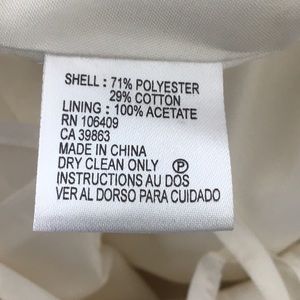 SHELL : 71% POLYESTER
29% COTTON
LINING : 100% ACETATE
RN 106409
CA 39863
MADE IN CHINA
DRY CLEAN ONLY Ⓟ
INSTRUCTIONS AU DOS
VER AL DORSO PARA CUIDADO